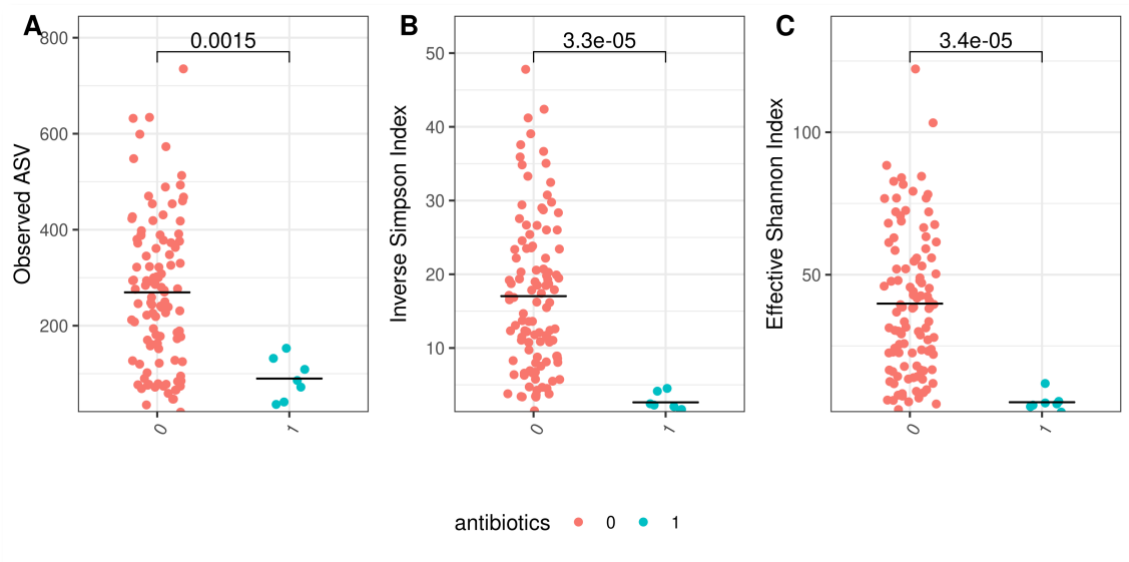 A
Observed ASV
800
600
400
200
0.0015
0
1
B
Inverse Simpson Index
50
40
30
20
10
3.3e-05
0
1
C
Effective Shannon Index
100
50
3.4e-05
0
1
antibiotics 0 1